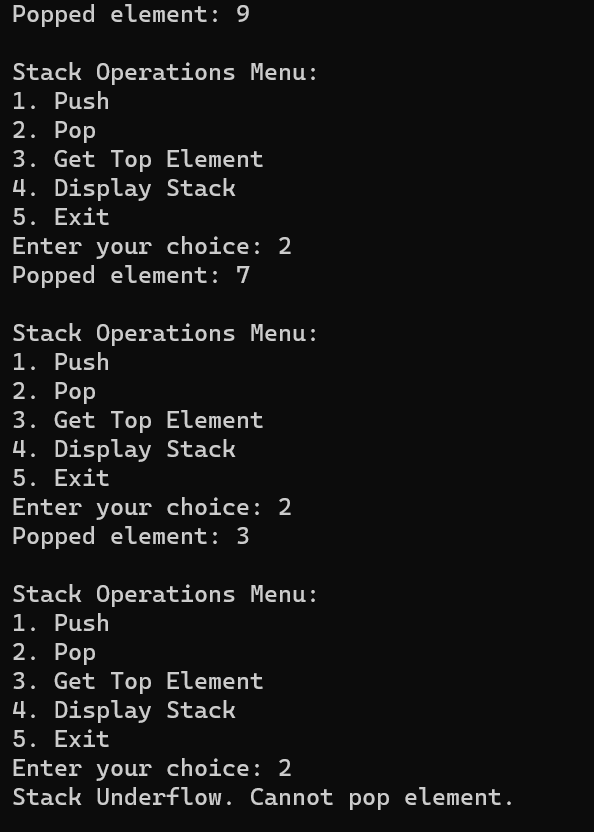 Popped element: 9
Stack Operations Menu:
1. Push
2. Pop
3. Get Top Element
4. Display Stack
5. Exit
Enter your choice: 2
Popped element: 7
Stack Operations Menu:
1. Push
2. Pop
3. Get Top Element
4. Display Stack
5. Exit
Enter your choice: 2
Popped element: 3
Stack Operations Menu:
1. Push
2. Pop
3. Get Top Element
4. Display Stack
5. Exit
Enter your choice: 2
Stack Underflow. Cannot pop element.